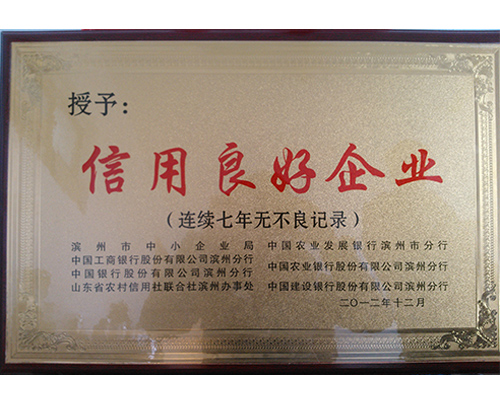 授予：
信用良好企业
（连续七年无不良记录）
滨州市中小企业局 中国农业发展银行滨州市分行
中国工商银行股份有限公司滨州分行 中国农业银行股份有限公司滨州分行
中国银行股份有限公司滨州分行 中国建设银行股份有限公司滨州分行
山东省农村信用社联合社滨州办事处
二〇一二年十二月